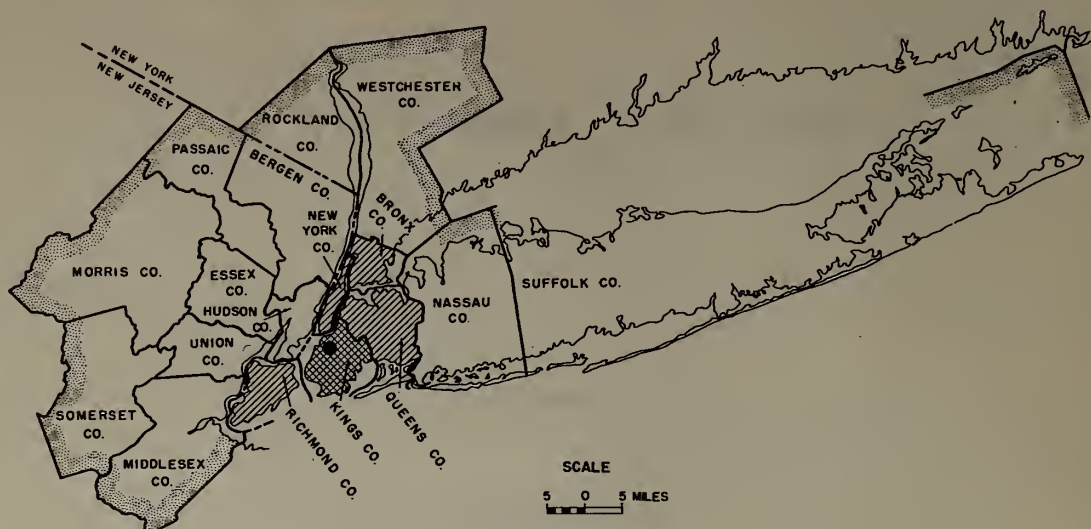 NEW YORK
NEW JERSEY
WESTCHESTER
CO.
ROCKLAND
CO.
PASSAIC
CO.
BERGEN CO.
BRONX
CO.
NEW
YORK
CO.
MORRIS CO.
ESSEX
CO.
HUDSON
CO.
NASSAU
CO.
SUFFOLK CO.
UNION
CO.
SOMERSET
CO.
MIDDLESEX
CO.
RICHMOND CO.
KINGS CO.
QUEENS CO.
SCALE
5 0 5 MILES